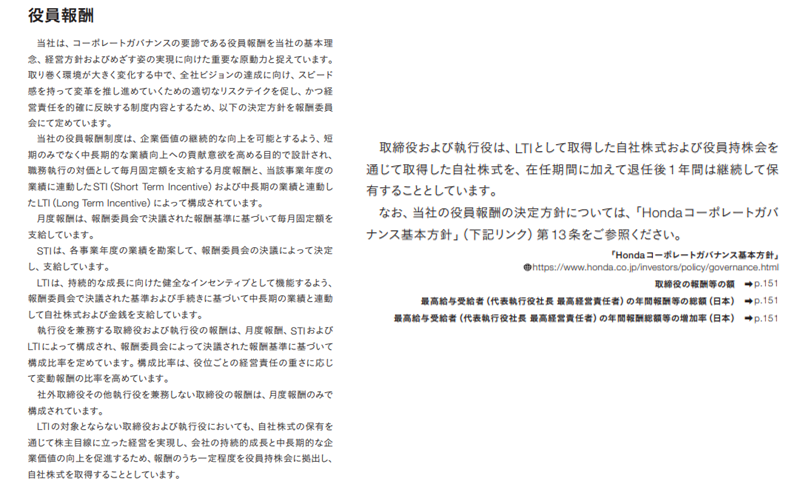 役員報酬
当社は、コーポレートガバナンスの要諦である役員報酬を当社の基本理
念、経営方針およびめざす姿の実現に向けた重要な原動力と捉えています。
取り巻く環境が大きく変化する中で、全社ビジョンの達成に向け、スピード
感を持って変革を推し進めていくための適切なリスクテイクを促し、かつ経
営責任を的確に反映する制度内容とするため、以下の決定方針を報酬委員
会にて定めています。
当社の役員報酬制度は、企業価値の継続的な向上を可能とするよう、短
期のみでなく中長期的な業績向上への貢献意欲を高める目的で設計され、
職務執行の対価として毎月固定額を支給する月度報酬と、当該事業年度の
業績に連動したSTI（Short Term Incentive）および中長期の業績と連動し
たLTI（Long Term Incentive）によって構成されています。
月度報酬は、報酬委員会で決議された報酬基準に基づいて毎月固定額を
支給しています。
STIは、各事業年度の業績を勘案して、報酬委員会の決議によって決定
し、支給しています。
LTIは、持続的な成長に向けた健全なインセンティブとして機能するよう、
報酬委員会で決議された基準および手続きに基づいて中長期の業績と連動
して自社株式および金銭を支給しています。
執行役を兼務する取締役および執行役の報酬は、月度報酬、STIおよび
LTIによって構成され、報酬委員会によって決議された報酬基準に基づいて
構成比率を定めています。構成比率は、役位ごとの経営責任の重さに応じ
て変動報酬の比率を高めています。
社外取締役その他執行役を兼務しない取締役の報酬は、月度報酬のみで
構成されています。
LTIの対象とならない取締役および執行役においても、自社株式の保有を
通じて株主目線に立った経営を実現し、会社の持続的成長と中長期的な企
業価値の向上を促進するため、報酬のうち一定程度を役員持株会に拠出し、
自社株式を取得することとしています。
取締役および執行役は、LTIとして取得した自社株式および役員持株会を
通じて取得した自社株式を、在任期間に加えて退任後1年間は継続して保
有することとしています。
なお、当社の役員報酬の決定方針については、「Hondaコーポレートガバ
ナンス基本方針」（下記リンク）第13条をご参照ください。
「Hondaコーポレートガバナンス基本方針」
https://www.honda.co.jp/investors/policy/governance.html
取締役の報酬等の額 ➡p.151
最高給与受給者（代表執行役社長 最高経営責任者）の年間報酬等の総額（日本） ➡p.151
最高給与受給者（代表執行役社長 最高経営責任者）の年間報酬総額等の増加率（日本） ➡p.151